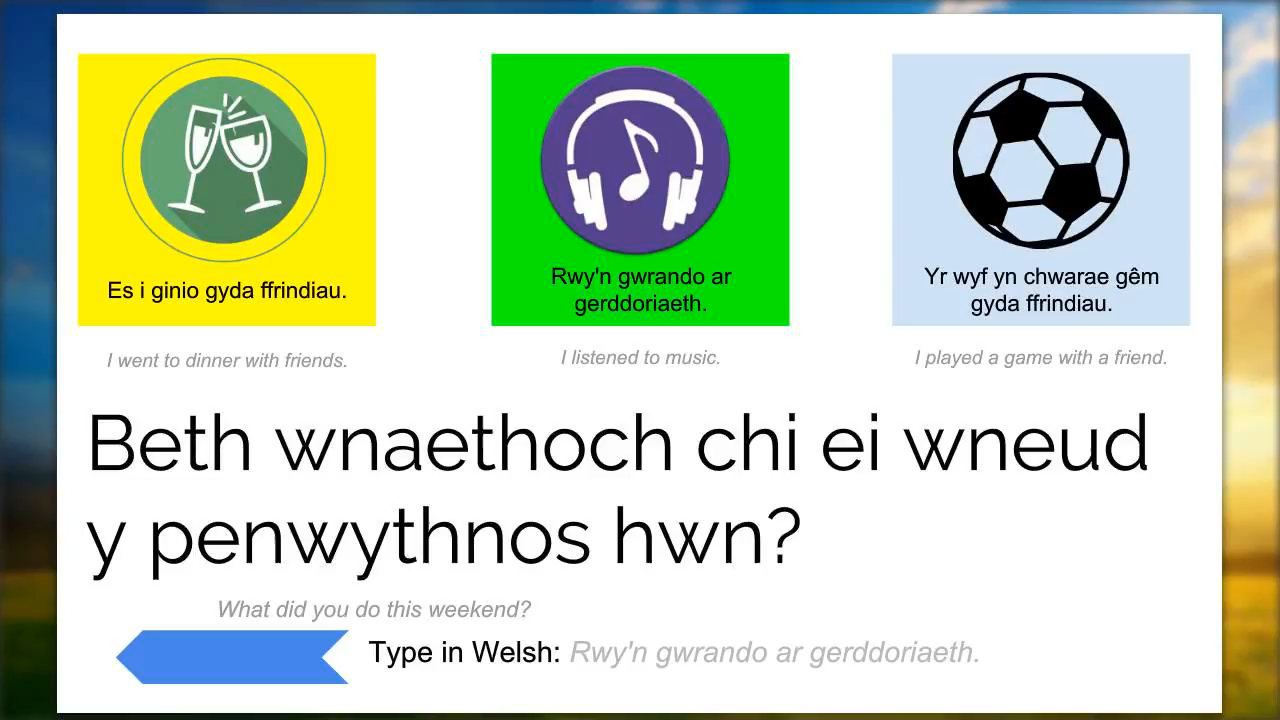 Es i ginio gyda ffrindiau.
Rwy'n gwrando ar
gerddoriaeth.
Yr wyf yn chwarae gêm
gyda ffrindiau.
I went to dinner with friends.
I listened to music.
I played a game with a friend.
Beth wnaethoch chi ei wneud
y penwythnos hwn?
What did you do this weekend?
Type in Welsh: Rwy'n gwrando ar gerddoriaeth.